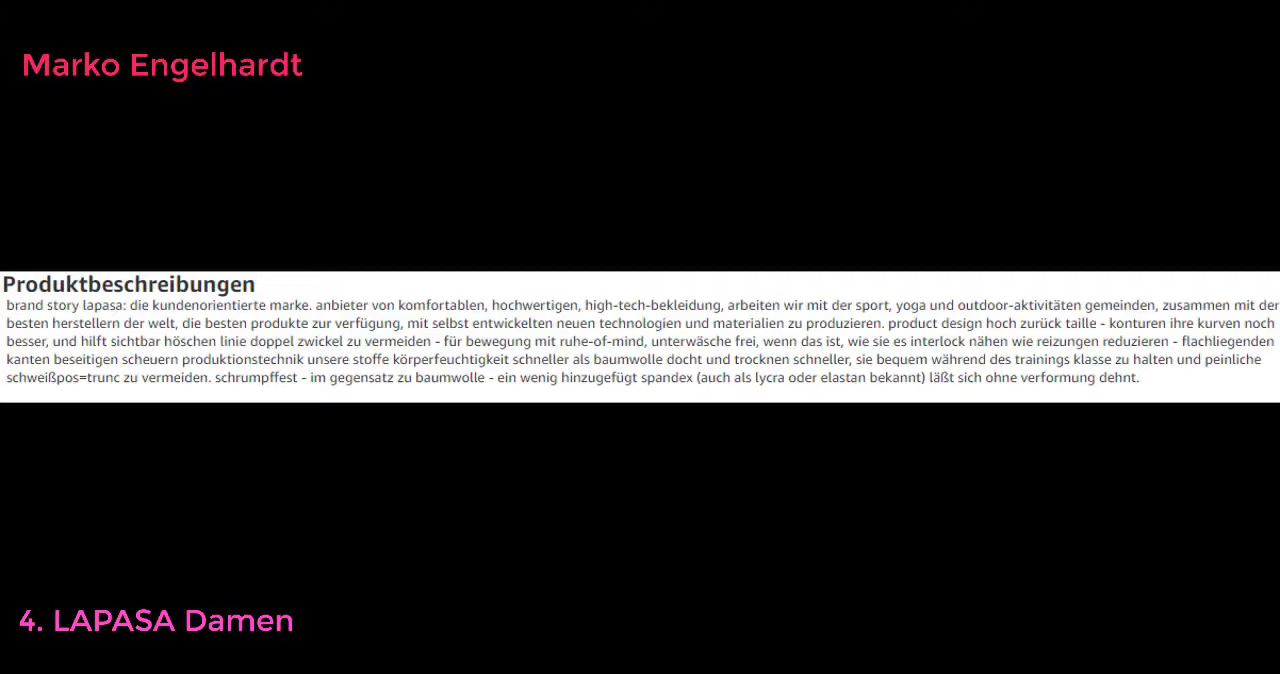 Marko Engelhardt
Produktbeschreibungen
brand story lapasa: die kundenorientierte marke. anbieter von komfortablen, hochwertigen, high-tech-bekleidung, arbeiten wir mit der sport, yoga und outdoor-aktivitäten gemeinden, zusammen mit der
besten herstellern der welt, die besten produkte zur verfügung, mit selbst entwickelten neuen technologien und materialien zu produzieren. product design hoch zurück taille - konturen ihre kurven noch
besser, und hilft sichtbar höschen linie doppel zwickel zu vermeiden - für bewegung mit ruhe-of-mind, unterwäsche frei, wenn das ist, wie sie es interlock nähen wie reizungen reduzieren - flachliegenden
kanten beseitigen scheuern produktionstechnik unsere stoffe körperfeuchtigkeit schneller als baumwolle docht und trocknen schneller, sie bequem während des trainings klasse zu halten und peinliche
schweißpos=trunc zu vermeiden. schrumpffest - im gegensatz zu baumwolle - ein wenig hinzugefügt spandex (auch als lycra oder elastan bekannt) läßt sich ohne verformung dehnt.
4. LAPASA Damen